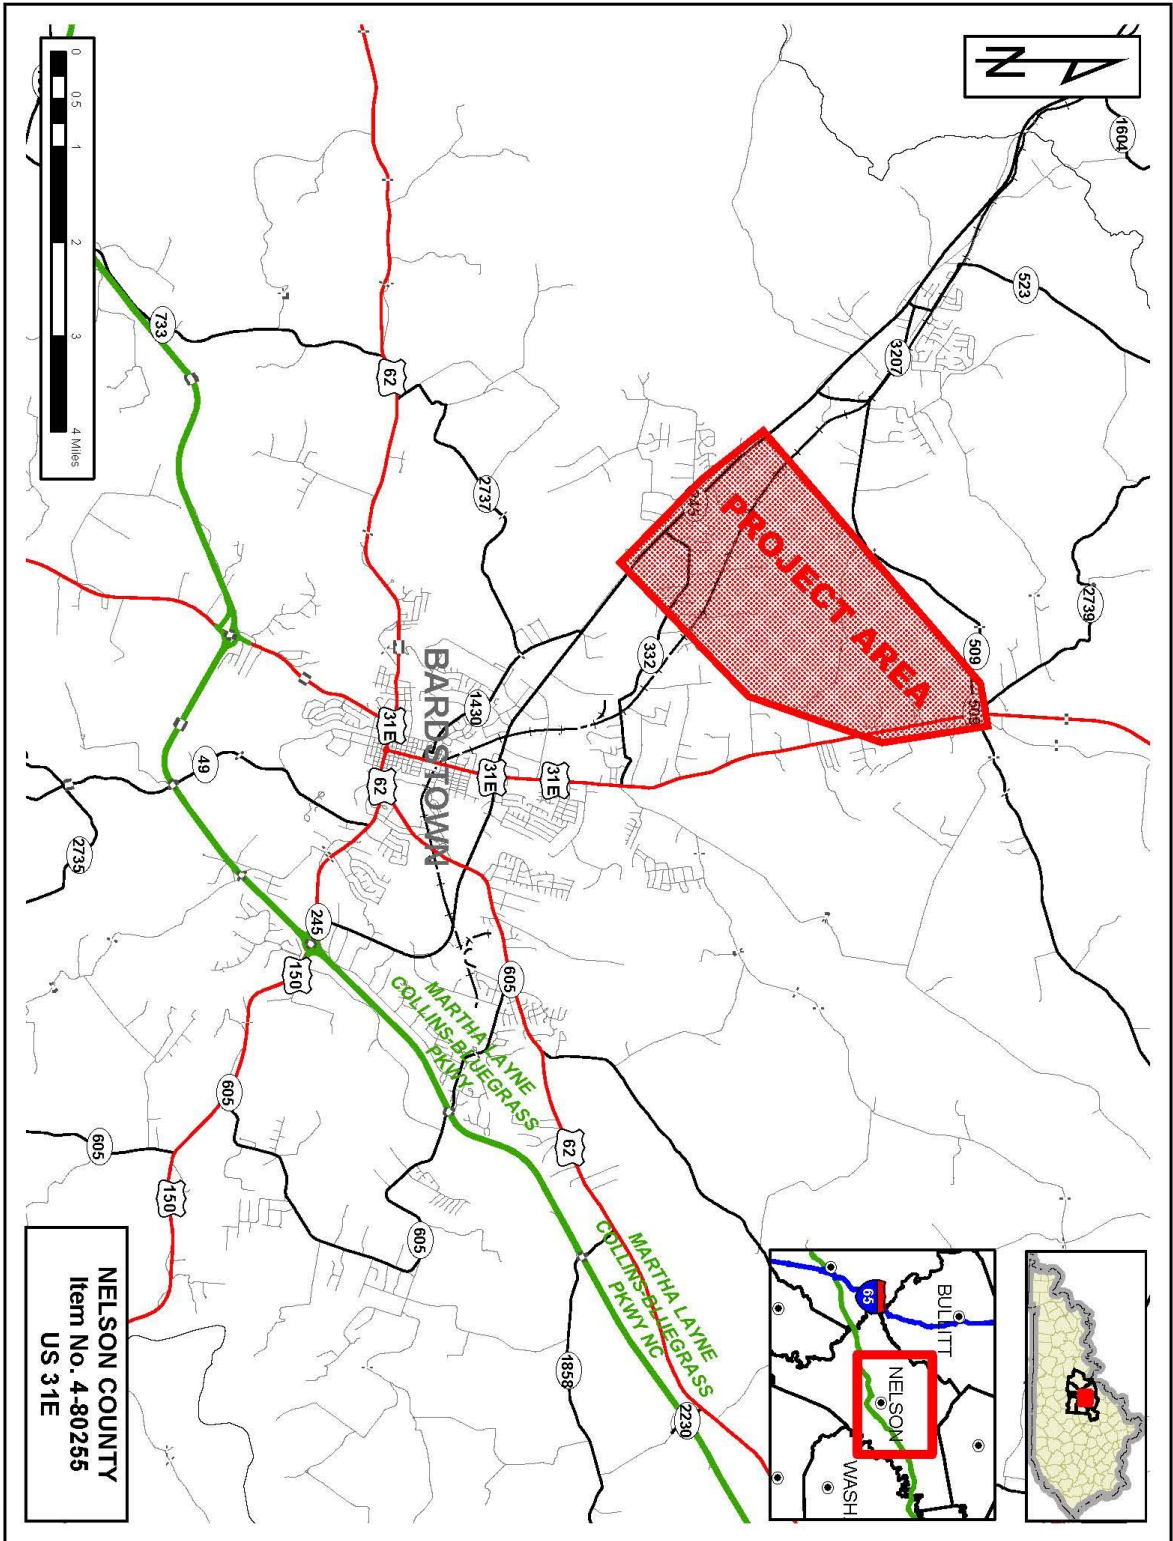 N
1604
2739
523
509
509
BULLITT
3207
NELSON
65
WASH
PROJECT AREA
245
2230
MARTHA LAYNE
COLLINS-BLUEGRASS
PKWY NC
332
1858
62
31E
605
31E
2737
1430
BARDSTOWN
MARTHA LAYNE
COLLINS-BLUEGRASS
PKWY
605
62
31E
62
245
150
605
49
733
150
605
2735
0 0.5 1 2 3 4 Miles
NELSON COUNTY
Item No. 4-80255
US 31E